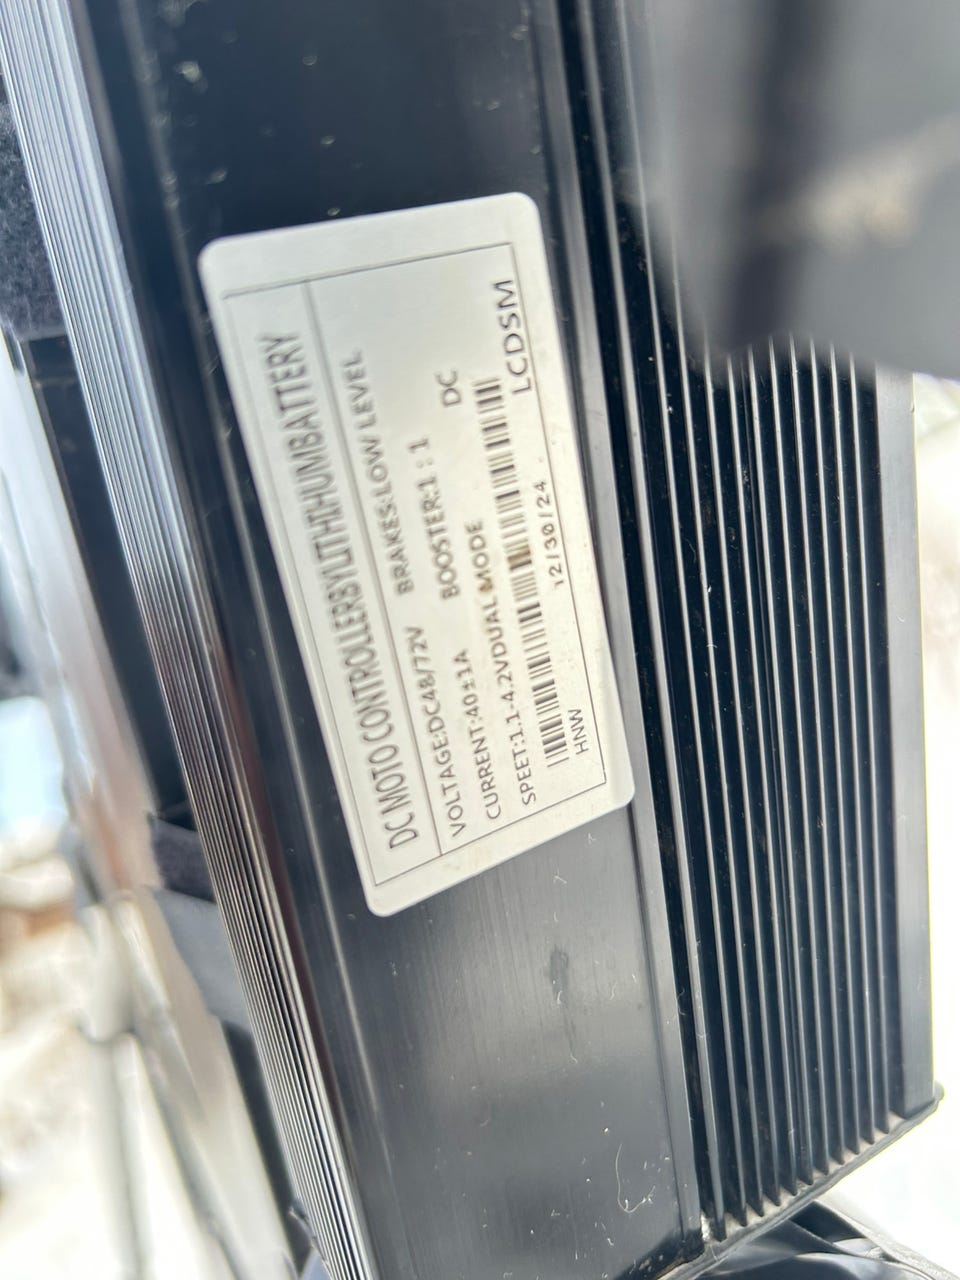 DC MOTO CONTROLLERBYLITHIUMBATTERY
VOLTAGE:DC48/72V BRAKES:LOW LEVEL
CURRENT:40±1A BOOSTER:1:1 DC
SPEET:1.1-4.2VDUAL MODE
HNW 12/30/24 LCDSM